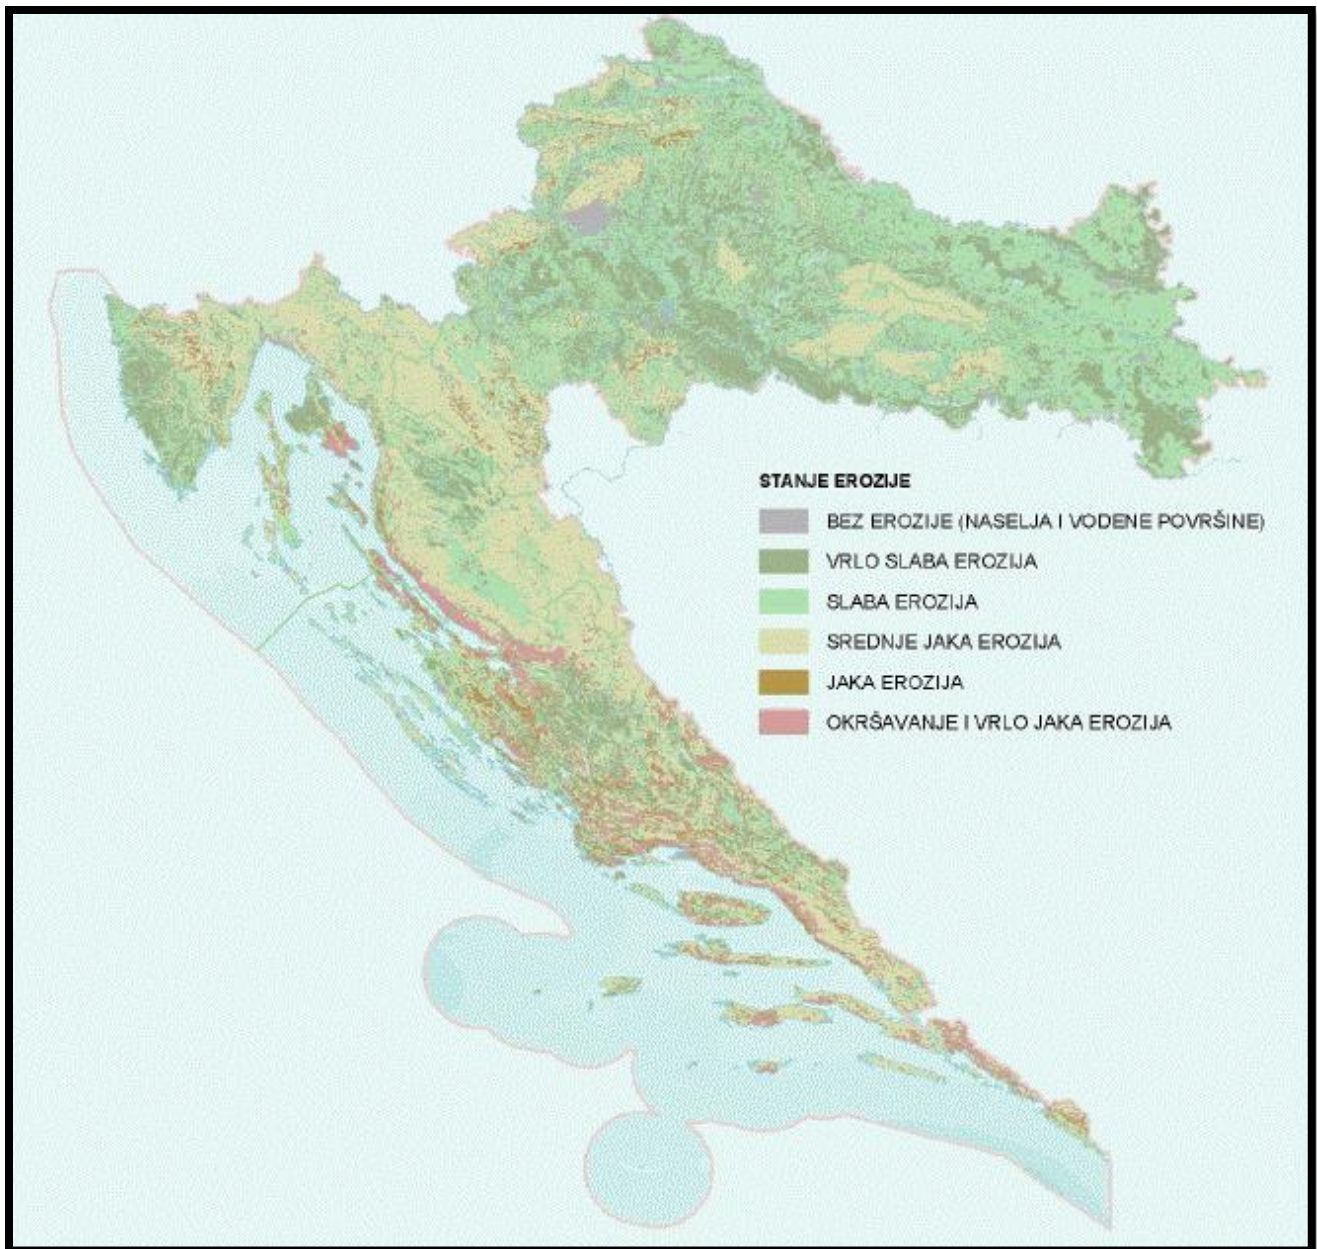 STANJE EROZIJE
BEZ EROZIJE (NASELJA I VODENE POVRŠINE)
VRLO SLABA EROZIJA
SLABA EROZIJA
SREDNJE JAKA EROZIJA
JAKA EROZIJA
OKRŠAVANJE I VRLO JAKA EROZIJA